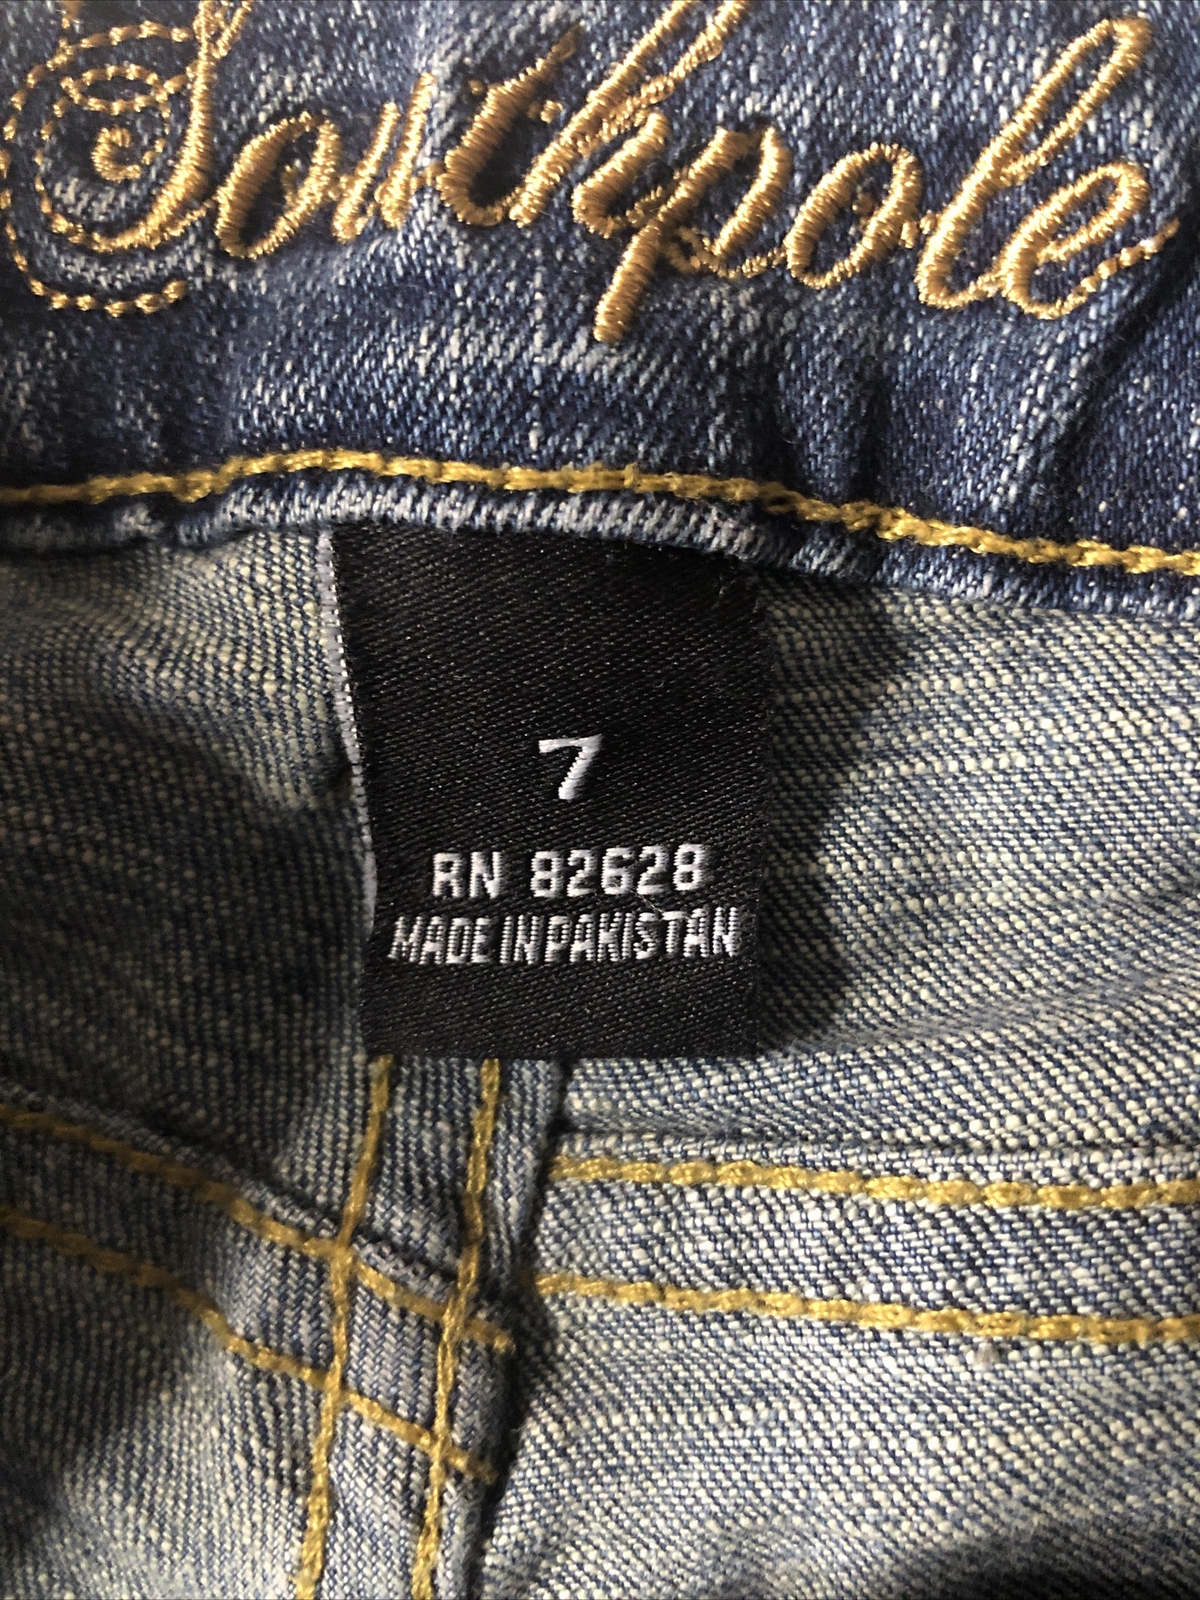 Southpole
7
RN 82628
MADE IN PAKISTAN